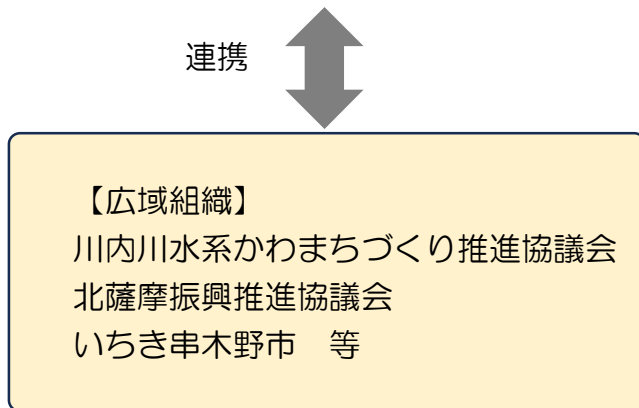 連携
【広域組織】
川内川水系かわまちづくり推進協議会
北薩摩振興推進協議会
いちき串木野市　等